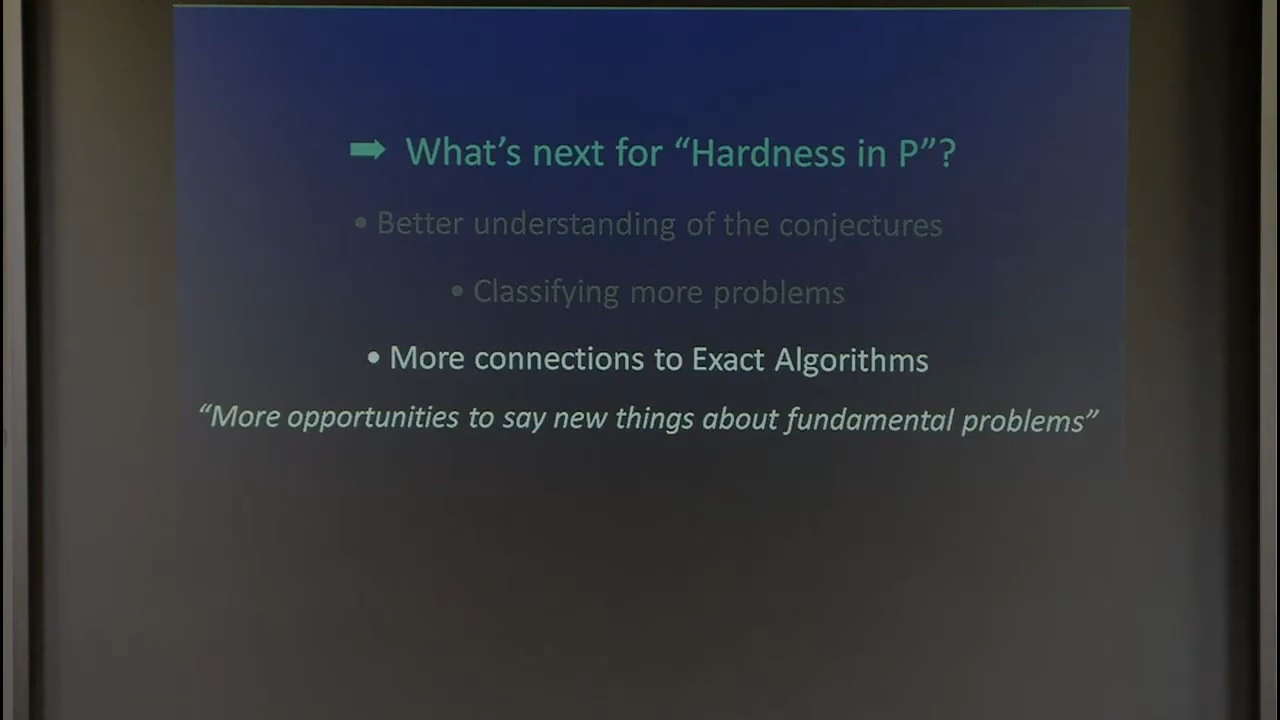 ➡ What’s next for “Hardness in P”?
• Better understanding of the conjectures
• Classifying more problems
• More connections to Exact Algorithms
“More opportunities to say new things about fundamental problems”